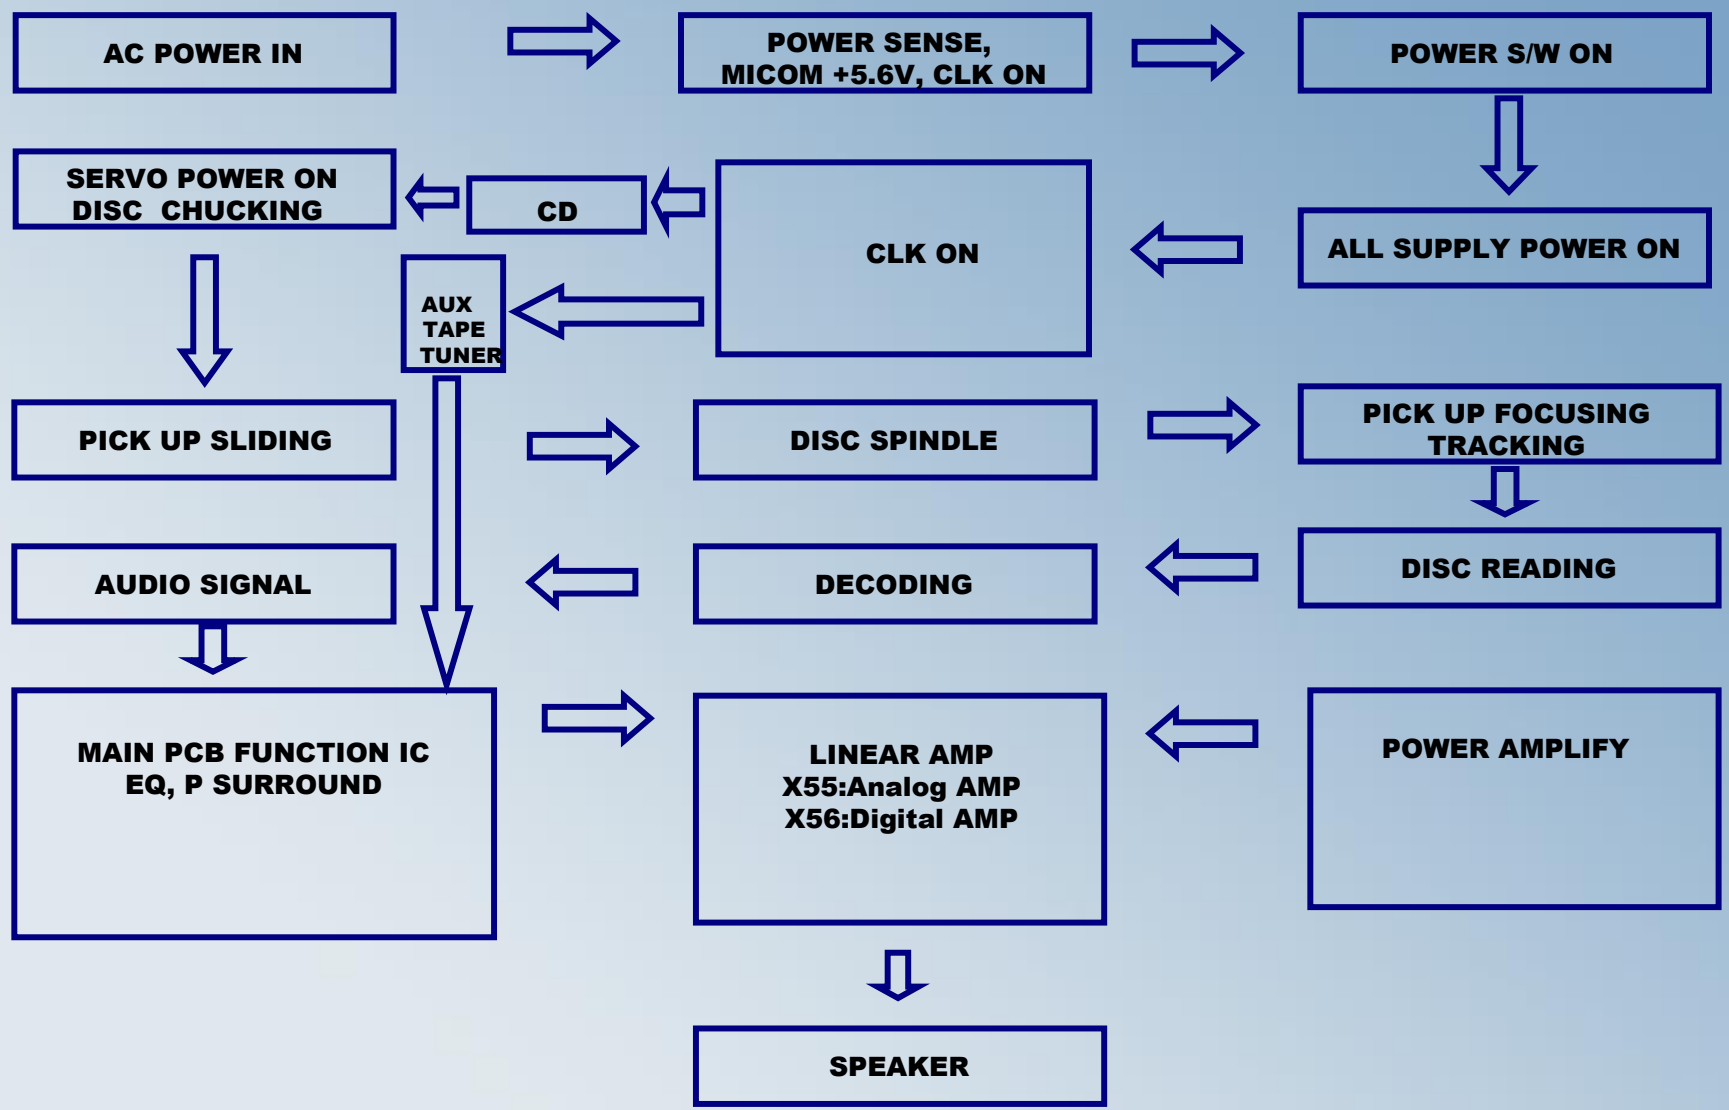 AC POWER IN
POWER SENSE,
MICOM +5.6V, CLK ON
POWER S/W ON
SERVO POWER ON
DISC CHUCKING
CD
CLK ON
ALL SUPPLY POWER ON
AUX
TAPE
TUNER
PICK UP SLIDING
DISC SPINDLE
PICK UP FOCUSING
TRACKING
AUDIO SIGNAL
DECODING
DISC READING
MAIN PCB FUNCTION IC
EQ, P SURROUND
LINEAR AMP
X55:Analog AMP
X56:Digital AMP
POWER AMPLIFY
SPEAKER